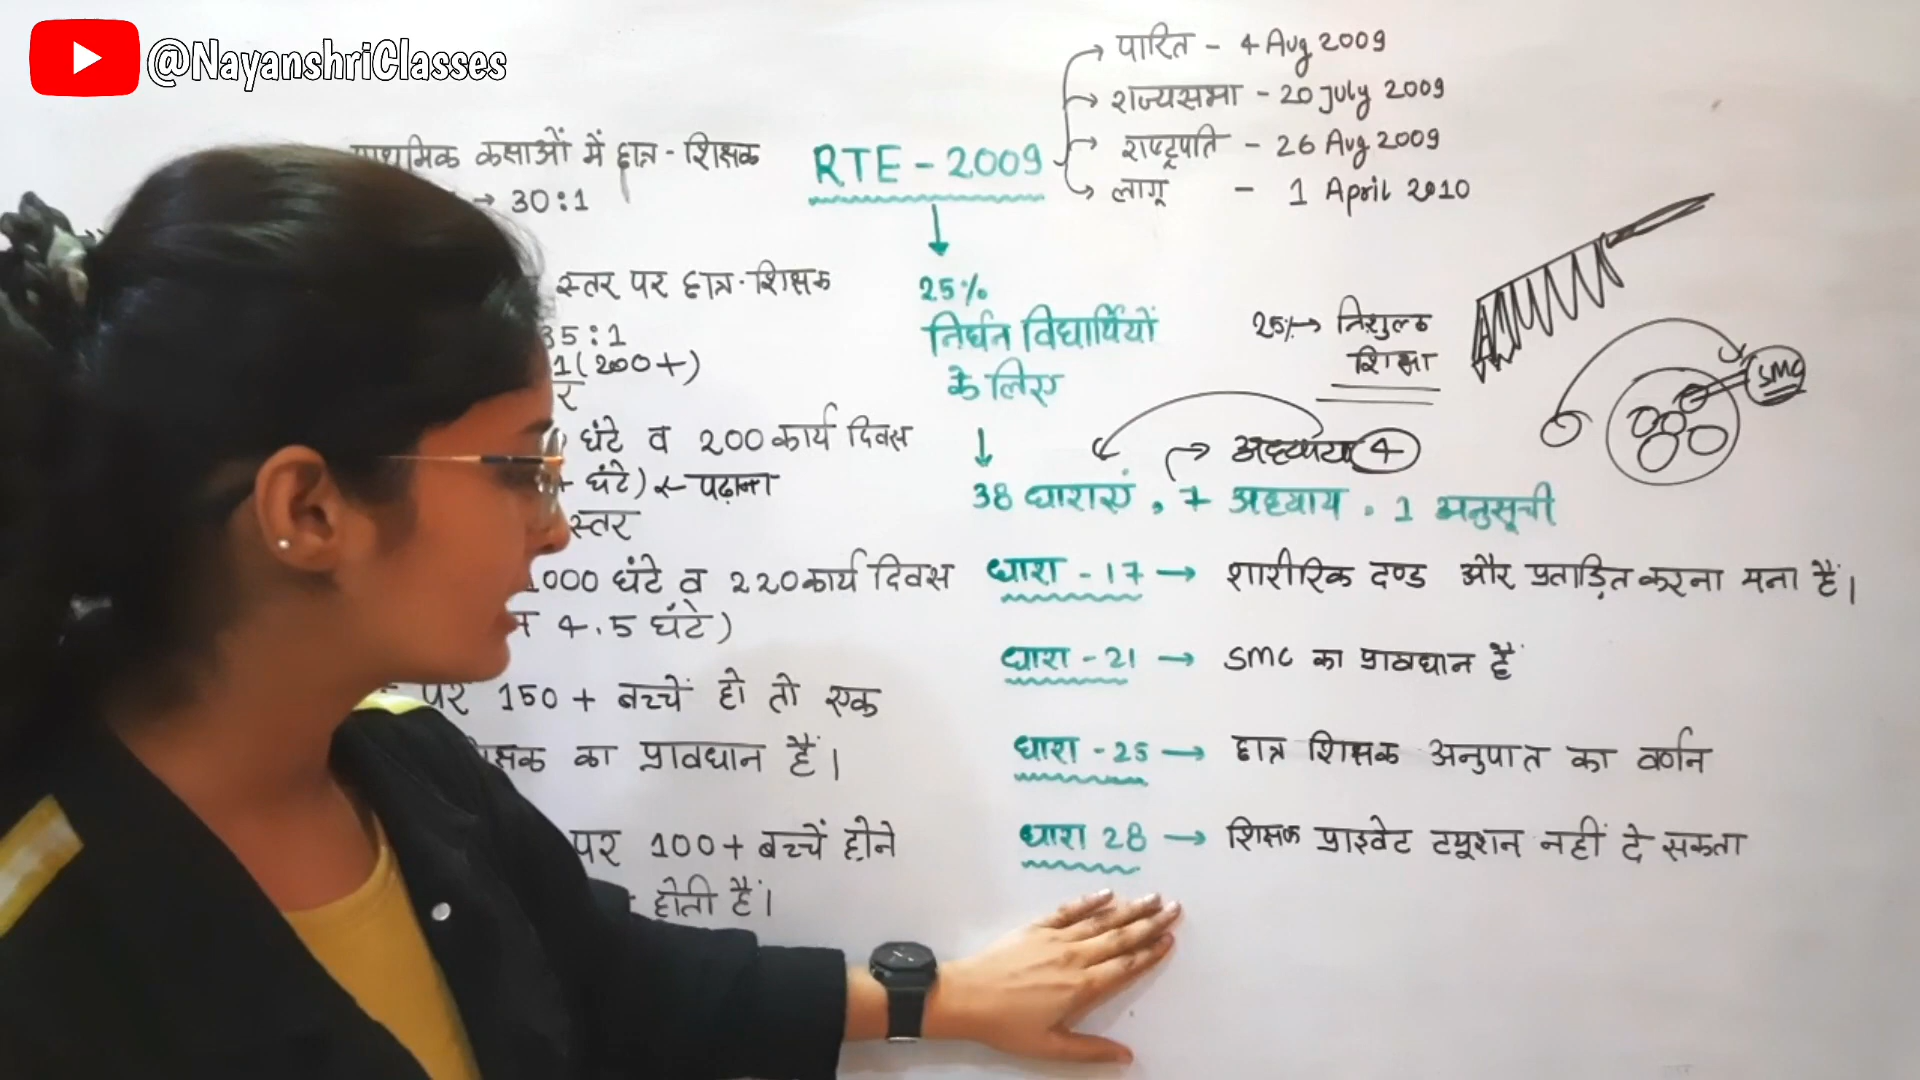 @NayanshriClasses
प्राथमिक कक्षाओं में छात्र - शिक्षक
→ 30:1
स्तर पर छात्र-शिक्षक
35:1
1(200+)
घंटे व 200 कार्य दिवस
घंटे) ← पढ़ाना
स्तर
1000 घंटे व 220 कार्य दिवस
4.5 घंटे)
पर 150 + बच्चें हो तो एक
का प्रावधान हैं।
पर 100+ बच्चें होने
होती हैं।
RTE - 2009
→ पारित - 4 Aug 2009
→ राज्यसभा - 20 July 2009
→ राष्ट्रपति - 26 Aug 2009
→ लागू - 1 April 2010
25%
निर्धन विद्यार्थियों
के लिए
25% → निशुल्क
शिक्षा
SMC
→ अध्याय 4
38 धाराएं, 7 अध्याय, 1 अनुसूची
धारा - 17 → शारीरिक दण्ड और प्रताड़ित करना मना हैं।
धारा - 21 → SMC का प्रावधान हैं
धारा - 25 → छात्र शिक्षक अनुपात का वर्णन
धारा 28 → शिक्षक प्राइवेट ट्यूशन नहीं दे सकता